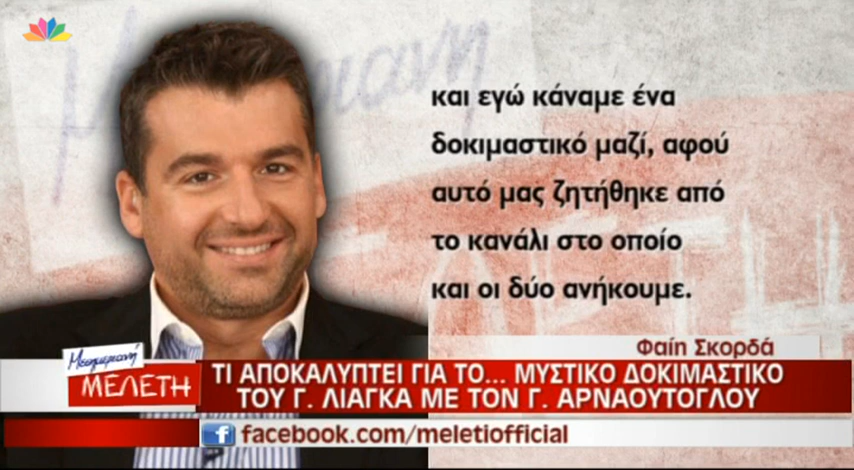 και εγώ κάναμε ένα
δοκιμαστικό μαζί, αφού
αυτό μας ζητήθηκε από
το κανάλι στο οποίο
και οι δύο ανήκουμε.
Φαίη Σκορδά
Μεσημεριανή
ΜΕΛΕΤΗ
ΤΙ ΑΠΟΚΑΛΥΠΤΕΙ ΓΙΑ ΤΟ... ΜΥΣΤΙΚΟ ΔΟΚΙΜΑΣΤΙΚΟ
ΤΟΥ Γ. ΛΙΑΓΚΑ ΜΕ ΤΟΝ Γ. ΑΡΝΑΟΥΤΟΓΛΟΥ
f facebook.com/meletiofficial